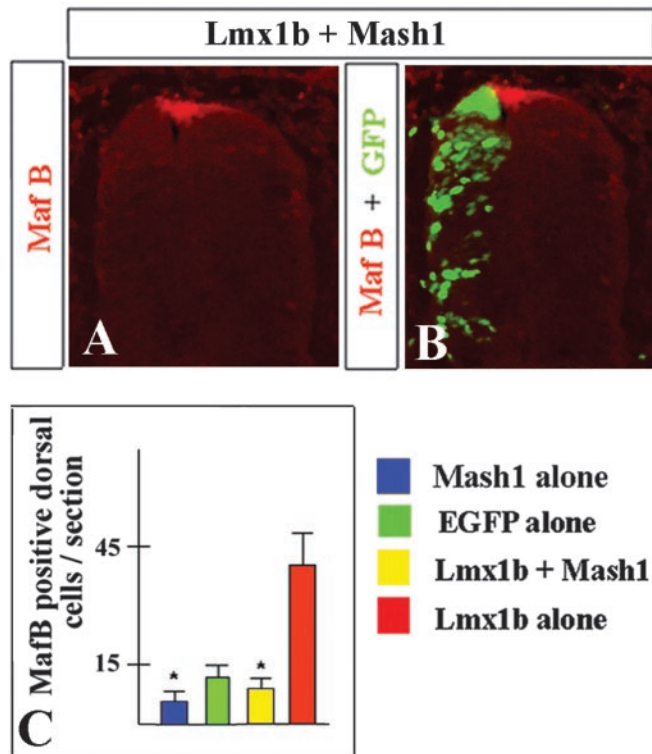 Lmx1b + Mash1
Maf B
A
Maf B + GFP
B
MafB positive dorsal
cells / section
45
15
*
*
C
Mash1 alone
EGFP alone
Lmx1b + Mash1
Lmx1b alone